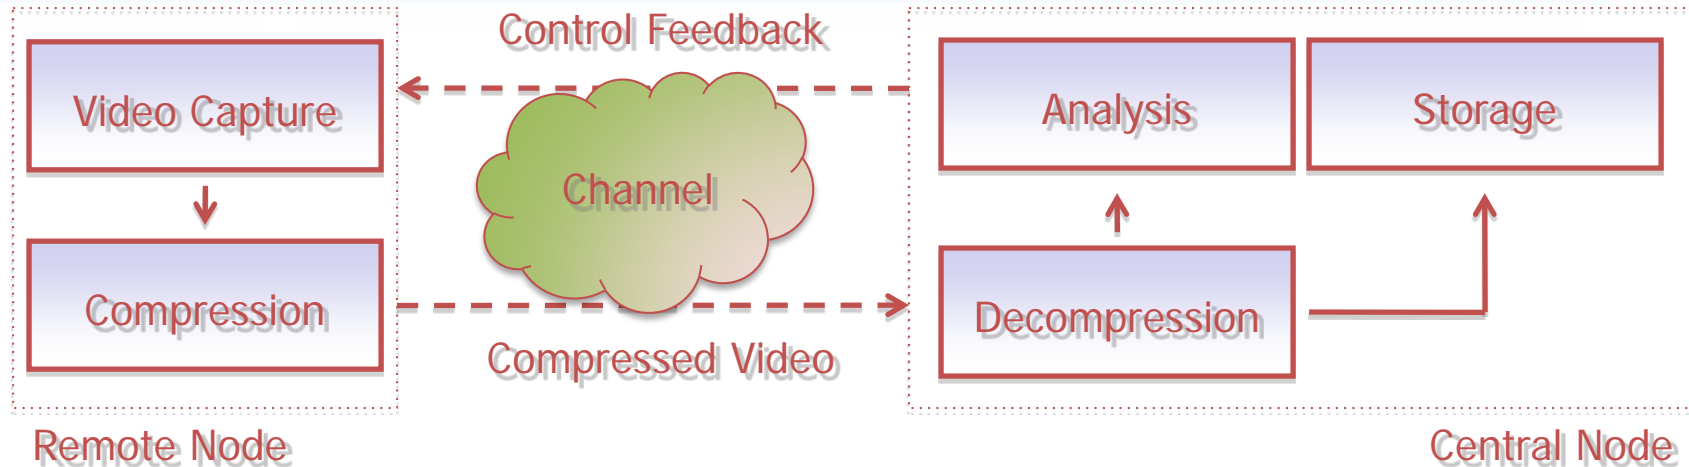 Control Feedback
Video Capture
Analysis
Storage
Channel
Compression
Decompression
Compressed Video
Remote Node
Central Node